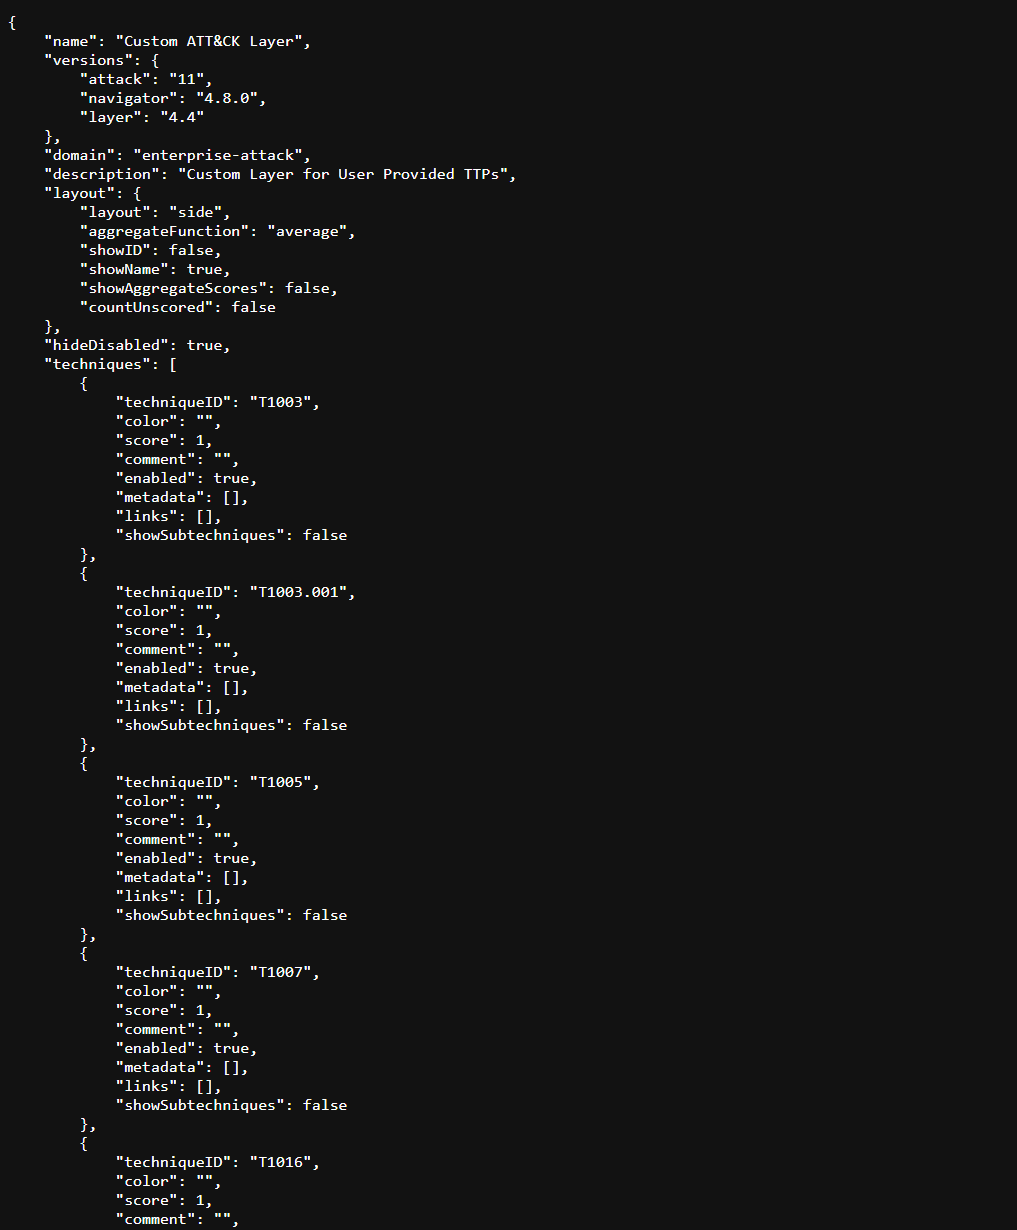 {
    "name": "Custom ATT&CK Layer",
    "versions": {
        "attack": "11",
        "navigator": "4.8.0",
        "layer": "4.4"
    },
    "domain": "enterprise-attack",
    "description": "Custom Layer for User Provided TTPs",
    "layout": {
        "layout": "side",
        "aggregateFunction": "average",
        "showID": false,
        "showName": true,
        "showAggregateScores": false,
        "countUnscored": false
    },
    "hideDisabled": true,
    "techniques": [
        {
            "techniqueID": "T1003",
            "color": "",
            "score": 1,
            "comment": "",
            "enabled": true,
            "metadata": [],
            "links": [],
            "showSubtechniques": false
        },
        {
            "techniqueID": "T1003.001",
            "color": "",
            "score": 1,
            "comment": "",
            "enabled": true,
            "metadata": [],
            "links": [],
            "showSubtechniques": false
        },
        {
            "techniqueID": "T1005",
            "color": "",
            "score": 1,
            "comment": "",
            "enabled": true,
            "metadata": [],
            "links": [],
            "showSubtechniques": false
        },
        {
            "techniqueID": "T1007",
            "color": "",
            "score": 1,
            "comment": "",
            "enabled": true,
            "metadata": [],
            "links": [],
            "showSubtechniques": false
        },
        {
            "techniqueID": "T1016",
            "color": "",
            "score": 1,
            "comment": "",